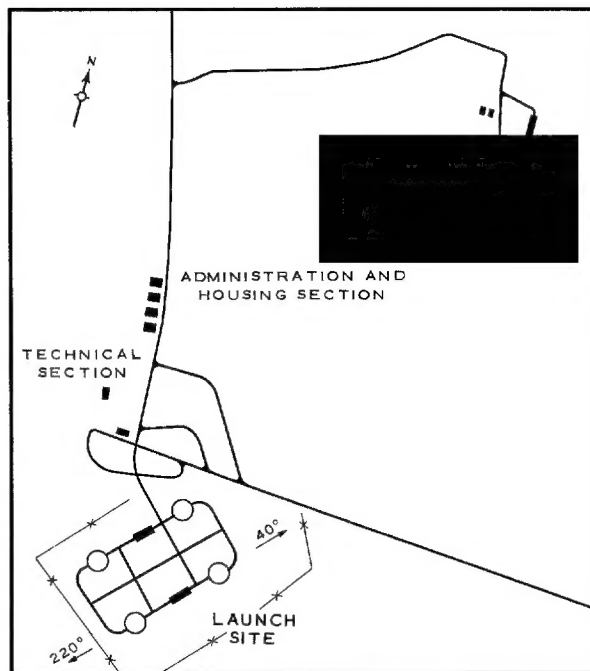 N
ADMINISTRATION AND
HOUSING SECTION
TECHNICAL
SECTION
40°
LAUNCH
SITE
220°